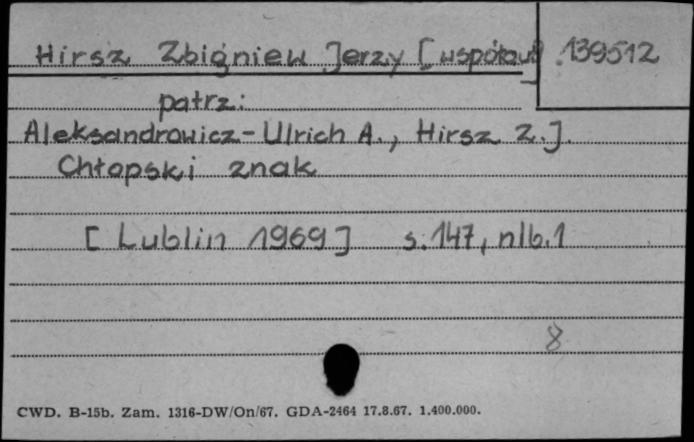 Hirsz Zbigniew Jerzy [współaut] 139512
patrz:
Aleksandrowicz-Ulrich A., Hirsz Z.J.
Chłopski znak
[Lublin 1969] s.147, nlb.1
8
CWD. B-15b. Zam. 1316-DW/On/67. GDA-2464 17.8.67. 1.400.000.